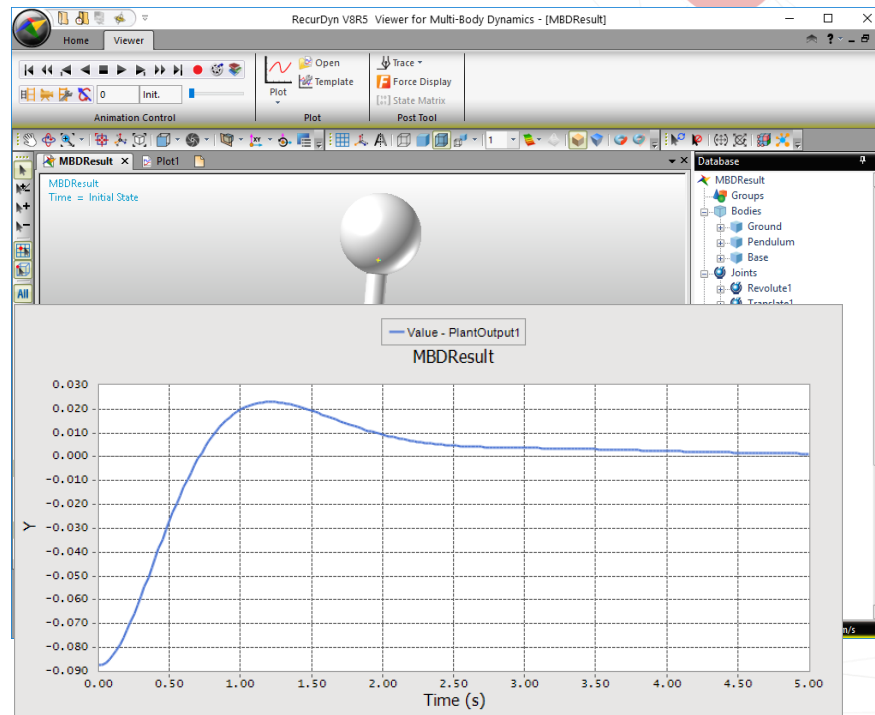 RecurDyn V8R5 Viewer for Multi-Body Dynamics - [MBDResult]
Home Viewer
Open
Template
Plot
Trace
Force Display
State Matrix
0 Init.
Animation Control Plot Post Tool
1
MBDResult Plot1
All
MBDResult
Time = Initial State
Database
MBDResult
Groups
Bodies
Ground
Pendulum
Base
Joints
Revolute1
Translate1
Value - PlantOutput1
MBDResult
0.030
0.020
0.010
0.000
-0.010
-0.020
-0.030
-0.040
-0.050
-0.060
-0.070
-0.080
-0.090
Y
0.00 0.50 1.00 1.50 2.00 2.50 3.00 3.50 4.00 4.50 5.00
Time (s)
n/s